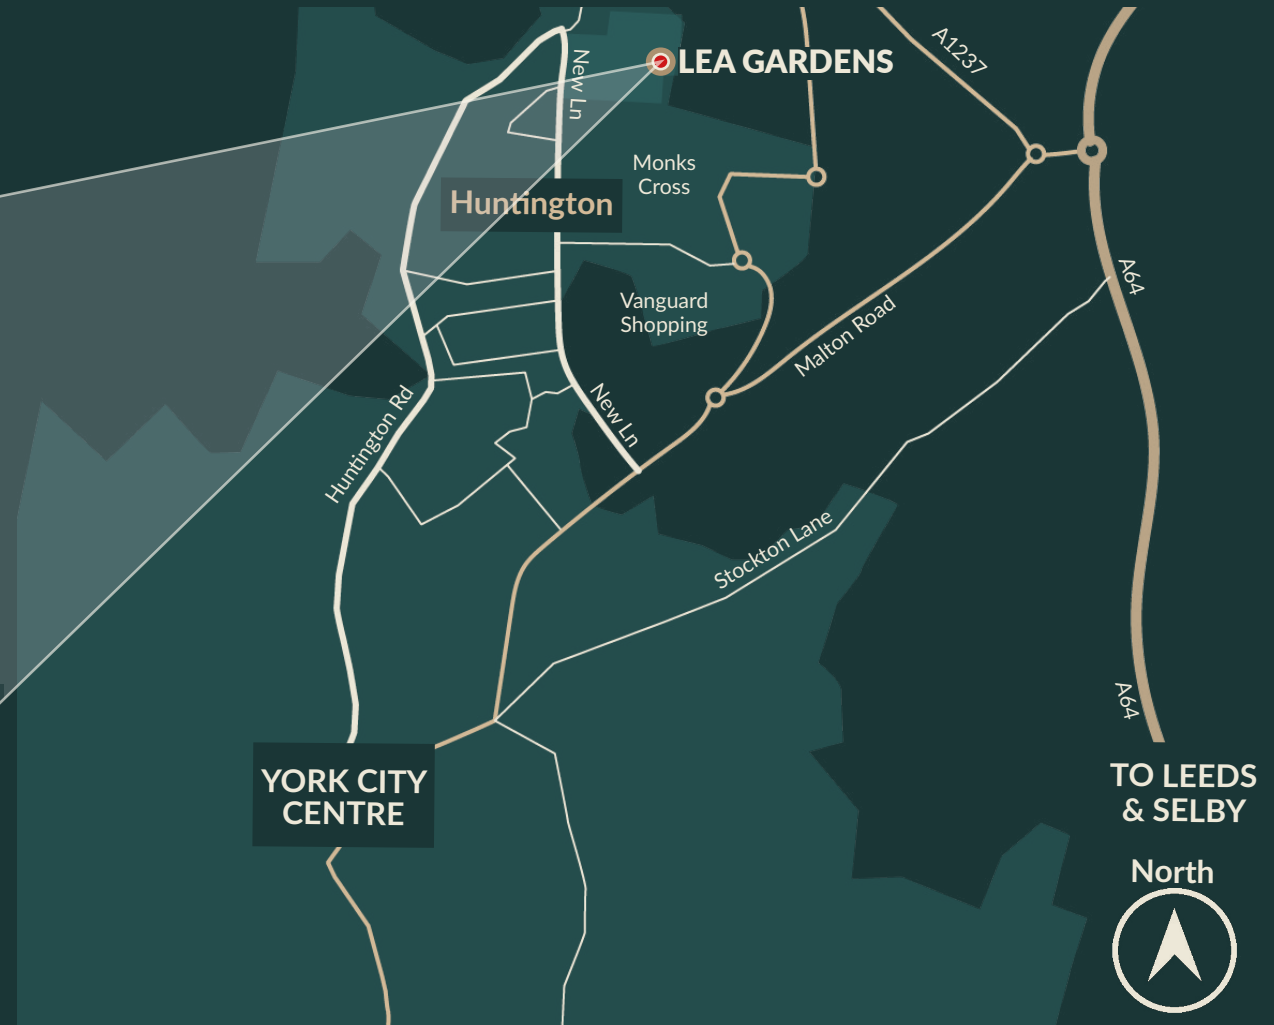 New Ln
LEA GARDENS
A1237
Monks
Cross
Huntington
A64
Vanguard
Shopping
Malton Road
Huntington Rd
New Ln
Stockton Lane
A64
YORK CITY
CENTRE
TO LEEDS
& SELBY
North